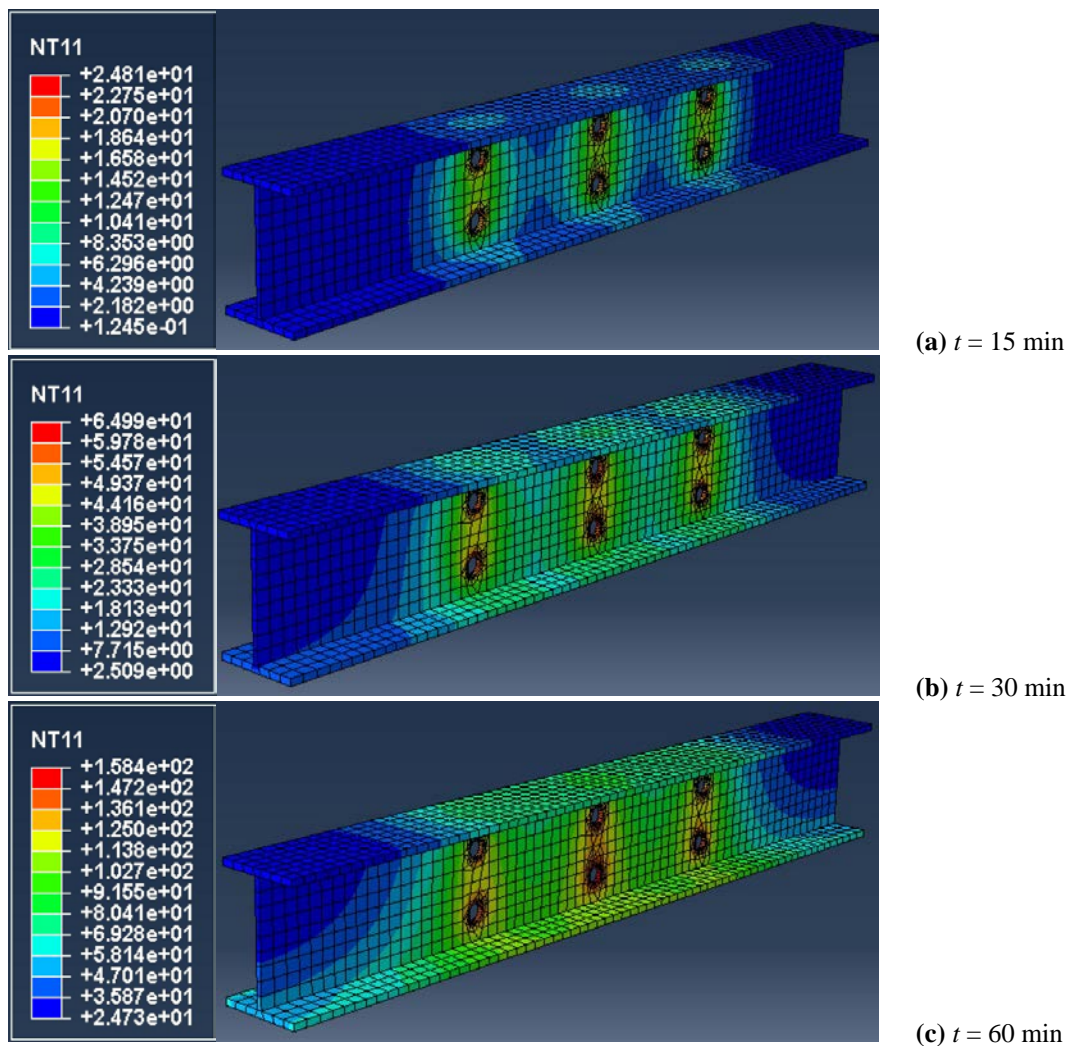 NT11
+2.481e+01
+2.275e+01
+2.070e+01
+1.864e+01
+1.658e+01
+1.452e+01
+1.247e+01
+1.041e+01
+8.353e+00
+6.296e+00
+4.239e+00
+2.182e+00
+1.245e-01
(a) t = 15 min
NT11
+6.499e+01
+5.978e+01
+5.457e+01
+4.937e+01
+4.416e+01
+3.895e+01
+3.375e+01
+2.854e+01
+2.333e+01
+1.813e+01
+1.292e+01
+7.715e+00
+2.509e+00
(b) t = 30 min
NT11
+1.584e+02
+1.472e+02
+1.361e+02
+1.250e+02
+1.138e+02
+1.027e+02
+9.155e+01
+8.041e+01
+6.928e+01
+5.814e+01
+4.701e+01
+3.587e+01
+2.473e+01
(c) t = 60 min